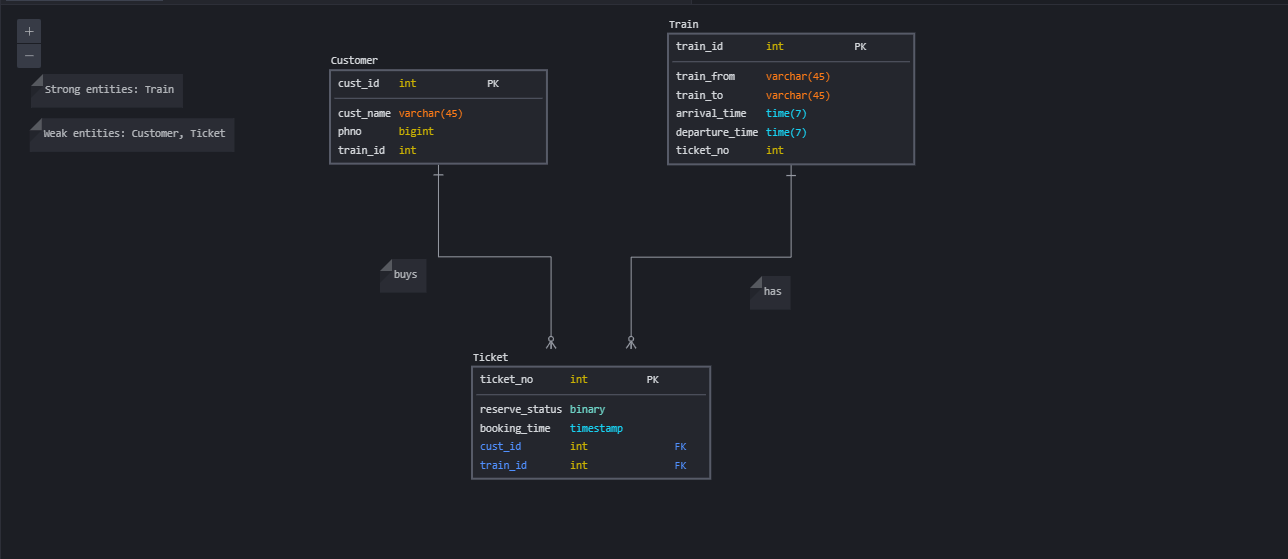 +
−
Strong entities: Train
Weak entities: Customer, Ticket
Customer
cust_id int PK
cust_name varchar(45)
phno bigint
train_id int
Train
train_id int PK
train_from varchar(45)
train_to varchar(45)
arrival_time time(7)
departure_time time(7)
ticket_no int
buys
has
Ticket
ticket_no int PK
reserve_status binary
booking_time timestamp
cust_id int FK
train_id int FK